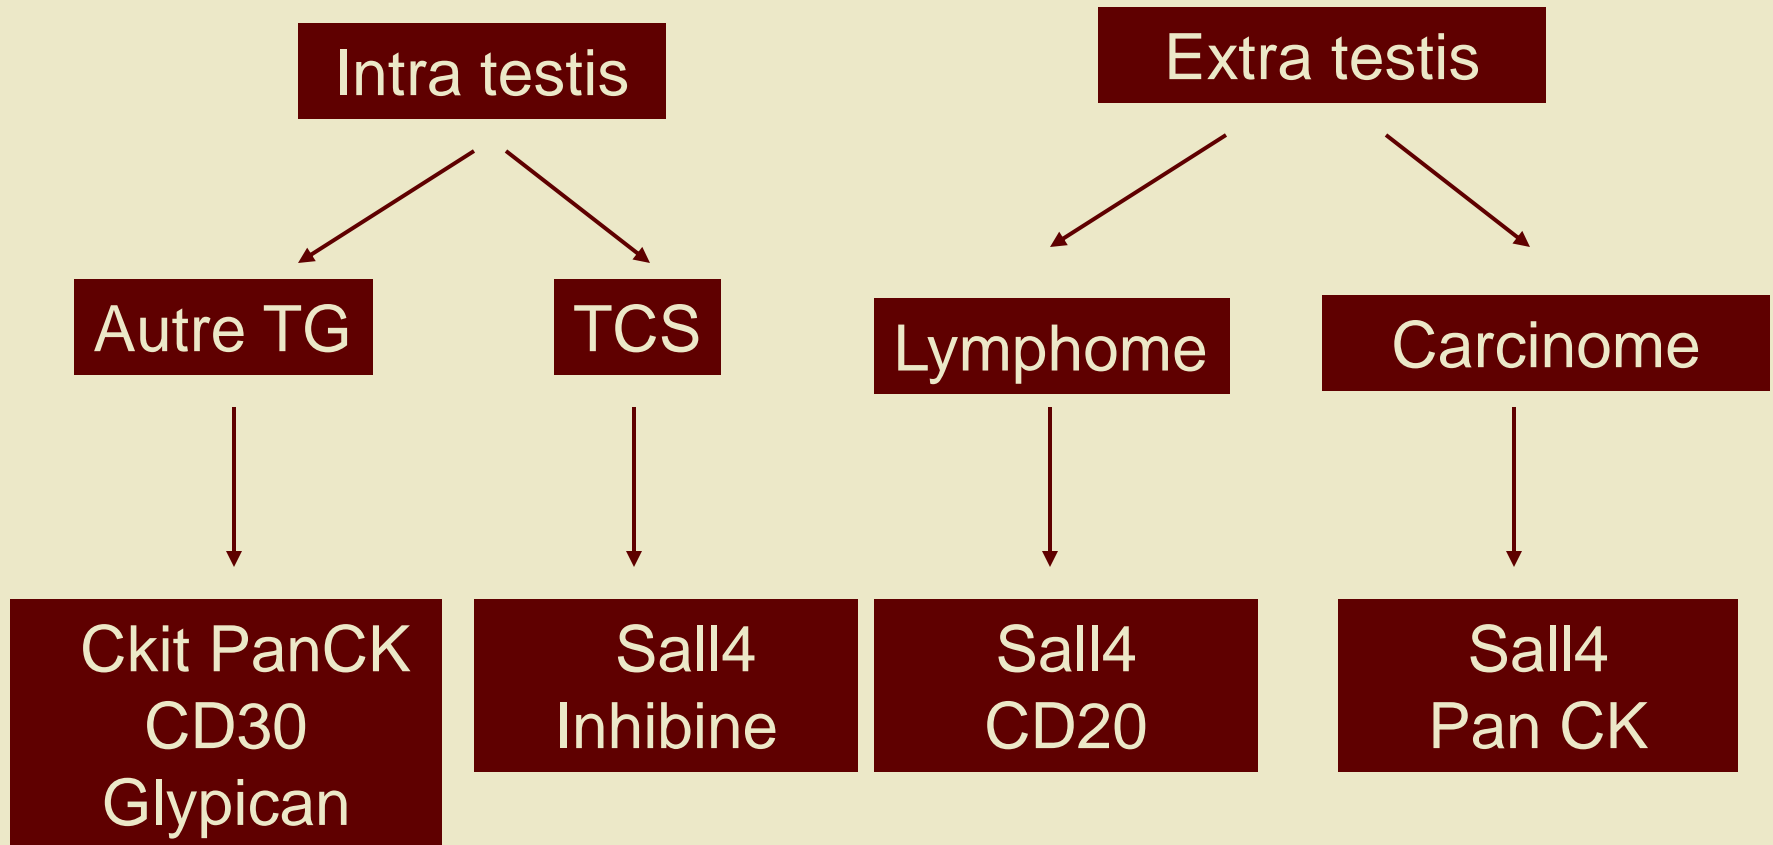 Intra testis
Extra testis
Autre TG
TCS
Lymphome
Carcinome
Ckit PanCK
CD30
Glypican
Sall4
Inhibine
Sall4
CD20
Sall4
Pan CK